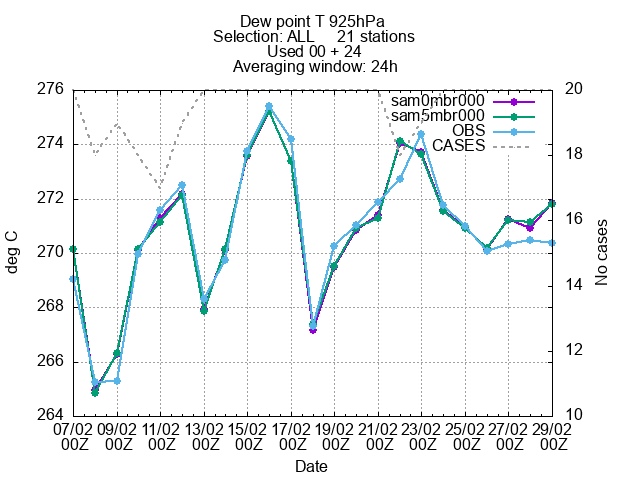 Dew point T 925hPa
Selection: ALL 21 stations
Used 00 + 24
Averaging window: 24h
276 20
sam0mbr000
sam5mbr000
OBS
CASES
274 18
272 16
270
268 14
266 12
264 10
deg C
No cases
07/02 09/02 11/02 13/02 15/02 17/02 19/02 21/02 23/02 25/02 27/02 29/02
00Z 00Z 00Z 00Z 00Z 00Z 00Z 00Z 00Z 00Z 00Z 00Z
Date